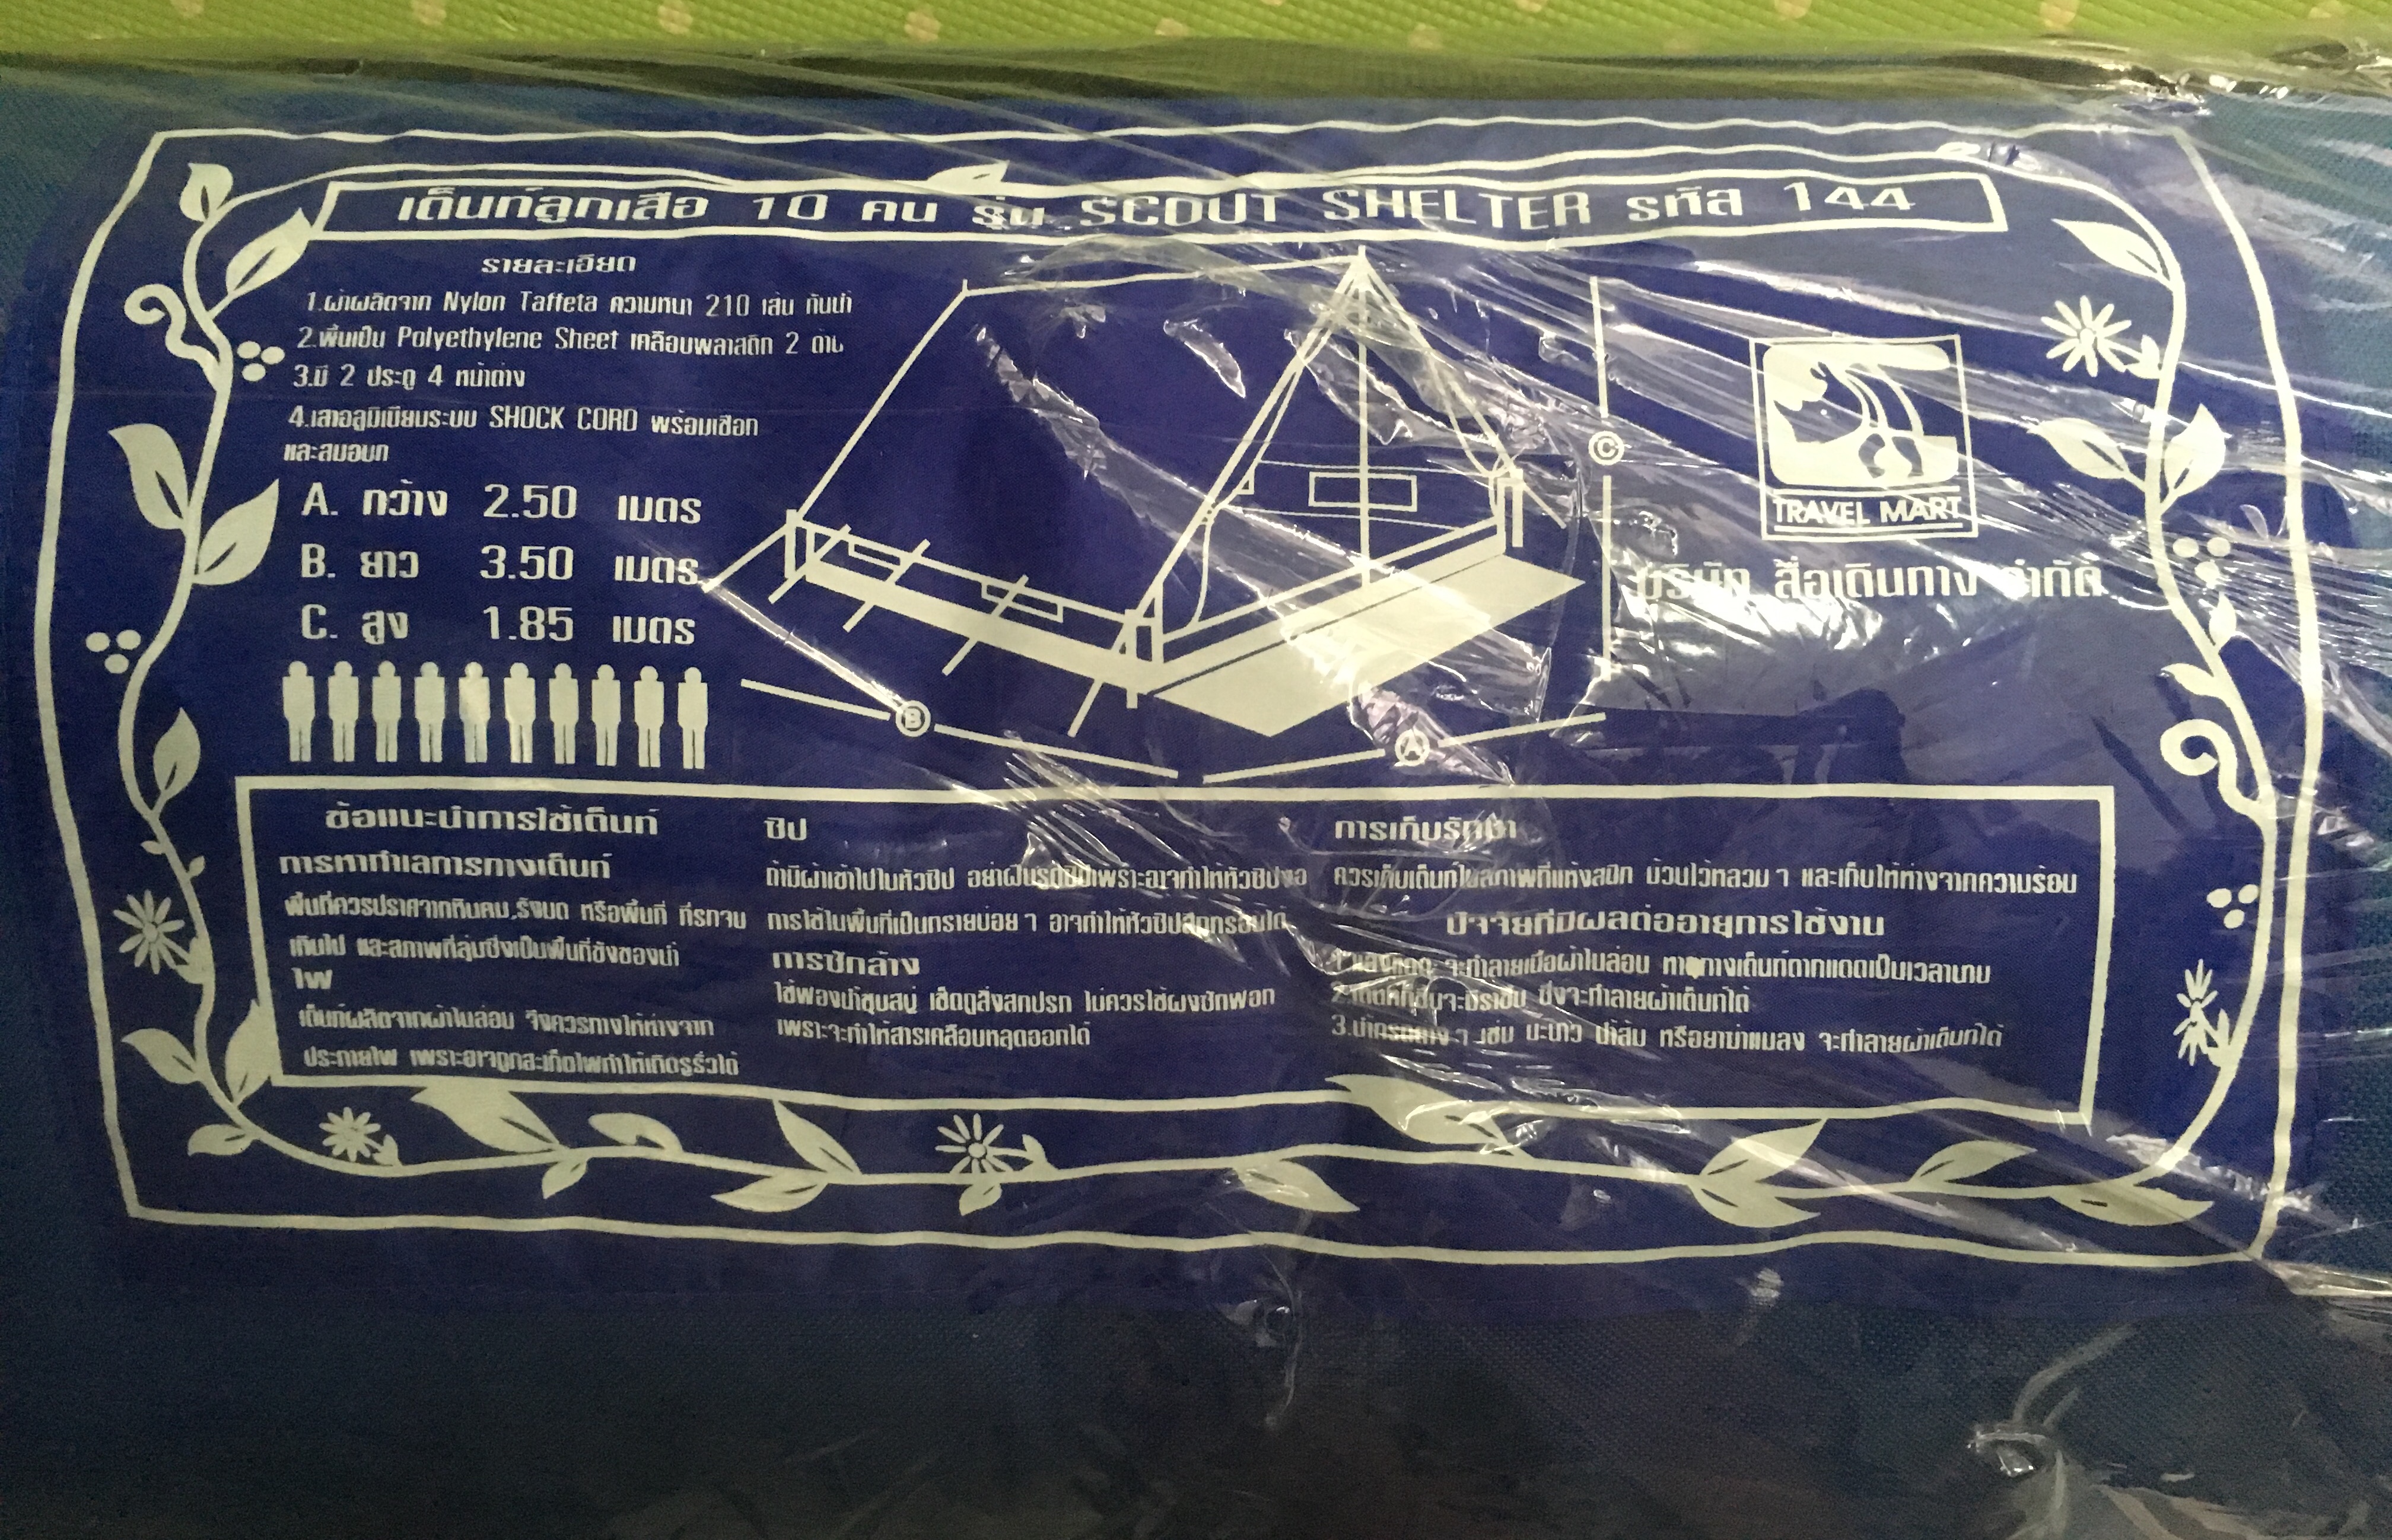 เต็นท์ลูกเสือ 10 คน รุ่น SCOUT SHELTER รหัส 144
รายละเอียด
1.ผ้าผลิตจาก Nylon Taffeta ความหนา 210 เส้น กันน้ำ
2.พื้นเป็น Polyethylene Sheet เคลือบพลาสติก 2 ด้าน
3.มี 2 ประตู 4 หน้าต่าง
4.เสาอลูมิเนียมระบบ SHOCK CORD พร้อมเชือก
และสมอบก
A. กว้าง 2.50 เมตร
B. ยาว 3.50 เมตร
C. สูง 1.85 เมตร
C
B
A
TRAVEL MART
บริษัท สื่อเดินทาง จำกัด
ข้อแนะนำการใช้เต็นท์
การหาทำเลการกางเต็นท์
พื้นที่ควรปราศจากหินคม,รังมด หรือพื้นที่ ที่รกจน
เกินไป และสภาพที่ลุ่มซึ่งเป็นพื้นที่ขังของน้ำ
ไฟ
เต็นท์ผลิตจากผ้าไนล่อน จึงควรกางให้ห่างจาก
ประกายไฟ เพราะอาจถูกสะเก็ดไฟทำให้เกิดรูรั่วได้
ซิป
ถ้ามีผ้าเข้าไปในหัวซิป อย่าฝืนรูดซิปเพราะอาจทำให้หัวซิปงอ
การใช้ในพื้นที่เป็นทรายบ่อย ๆ อาจทำให้หัวซิปสึกหรอได้
การซักล้าง
ใช้ฟองน้ำชุบสบู่ เช็ดถูสิ่งสกปรก ไม่ควรใช้ผงซักฟอก
เพราะจะทำให้สารเคลือบหลุดออกได้
การเก็บรักษา
ควรเก็บเต็นท์ในสภาพที่แห้งสนิท ม้วนไว้หลวม ๆ และเก็บให้ห่างจากความร้อน
ปัจจัยที่มีผลต่ออายุการใช้งาน
จะทำลายเนื้อผ้าไนล่อน หากกางเต็นท์ตากแดดเป็นเวลานาน
จะมีราขึ้น ซึ่งจะทำลายผ้าเต็นท์ได้
3.น้ำกรดต่าง ๆ เช่น มะนาว น้ำส้ม หรือยาฆ่าแมลง จะทำลายผ้าเต็นท์ได้